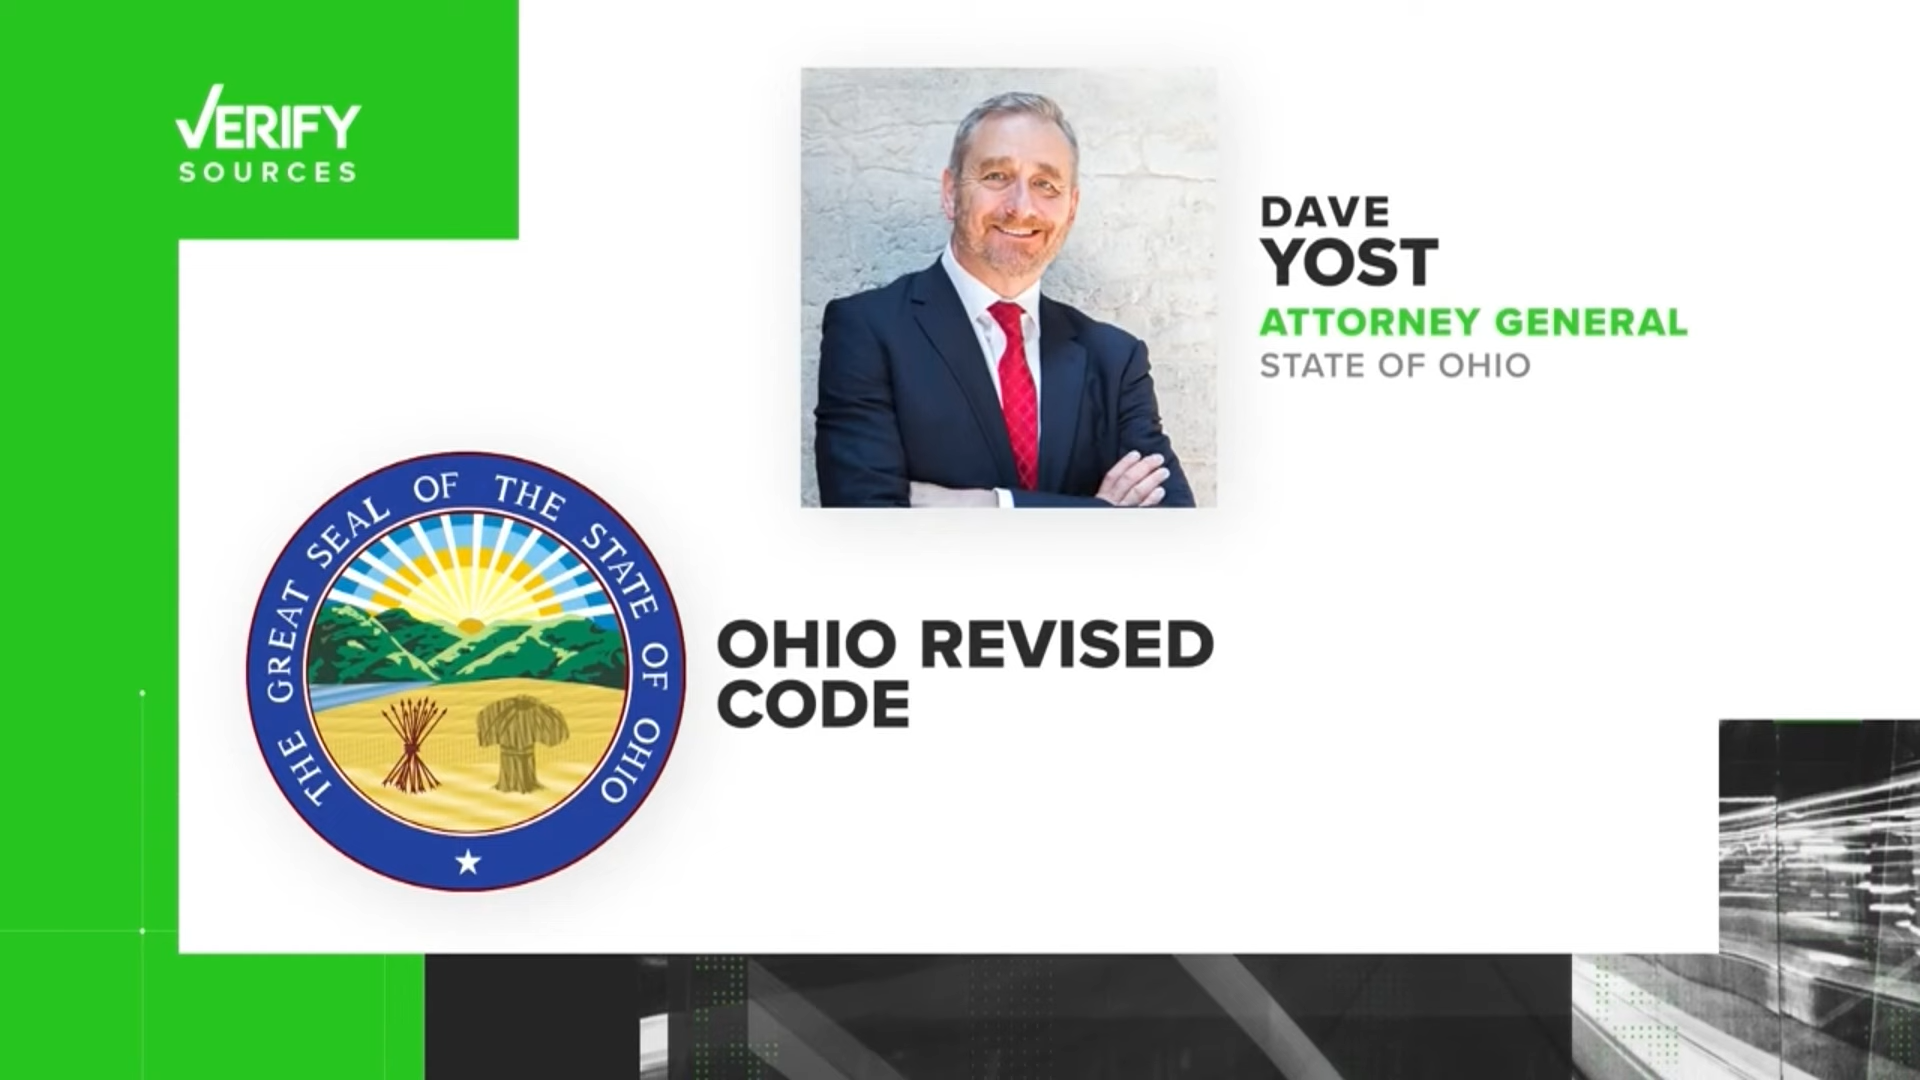 VERIFY
SOURCES
DAVE
YOST
ATTORNEY GENERAL
STATE OF OHIO
THE GREAT SEAL OF THE STATE OF OHIO
OHIO REVISED
CODE